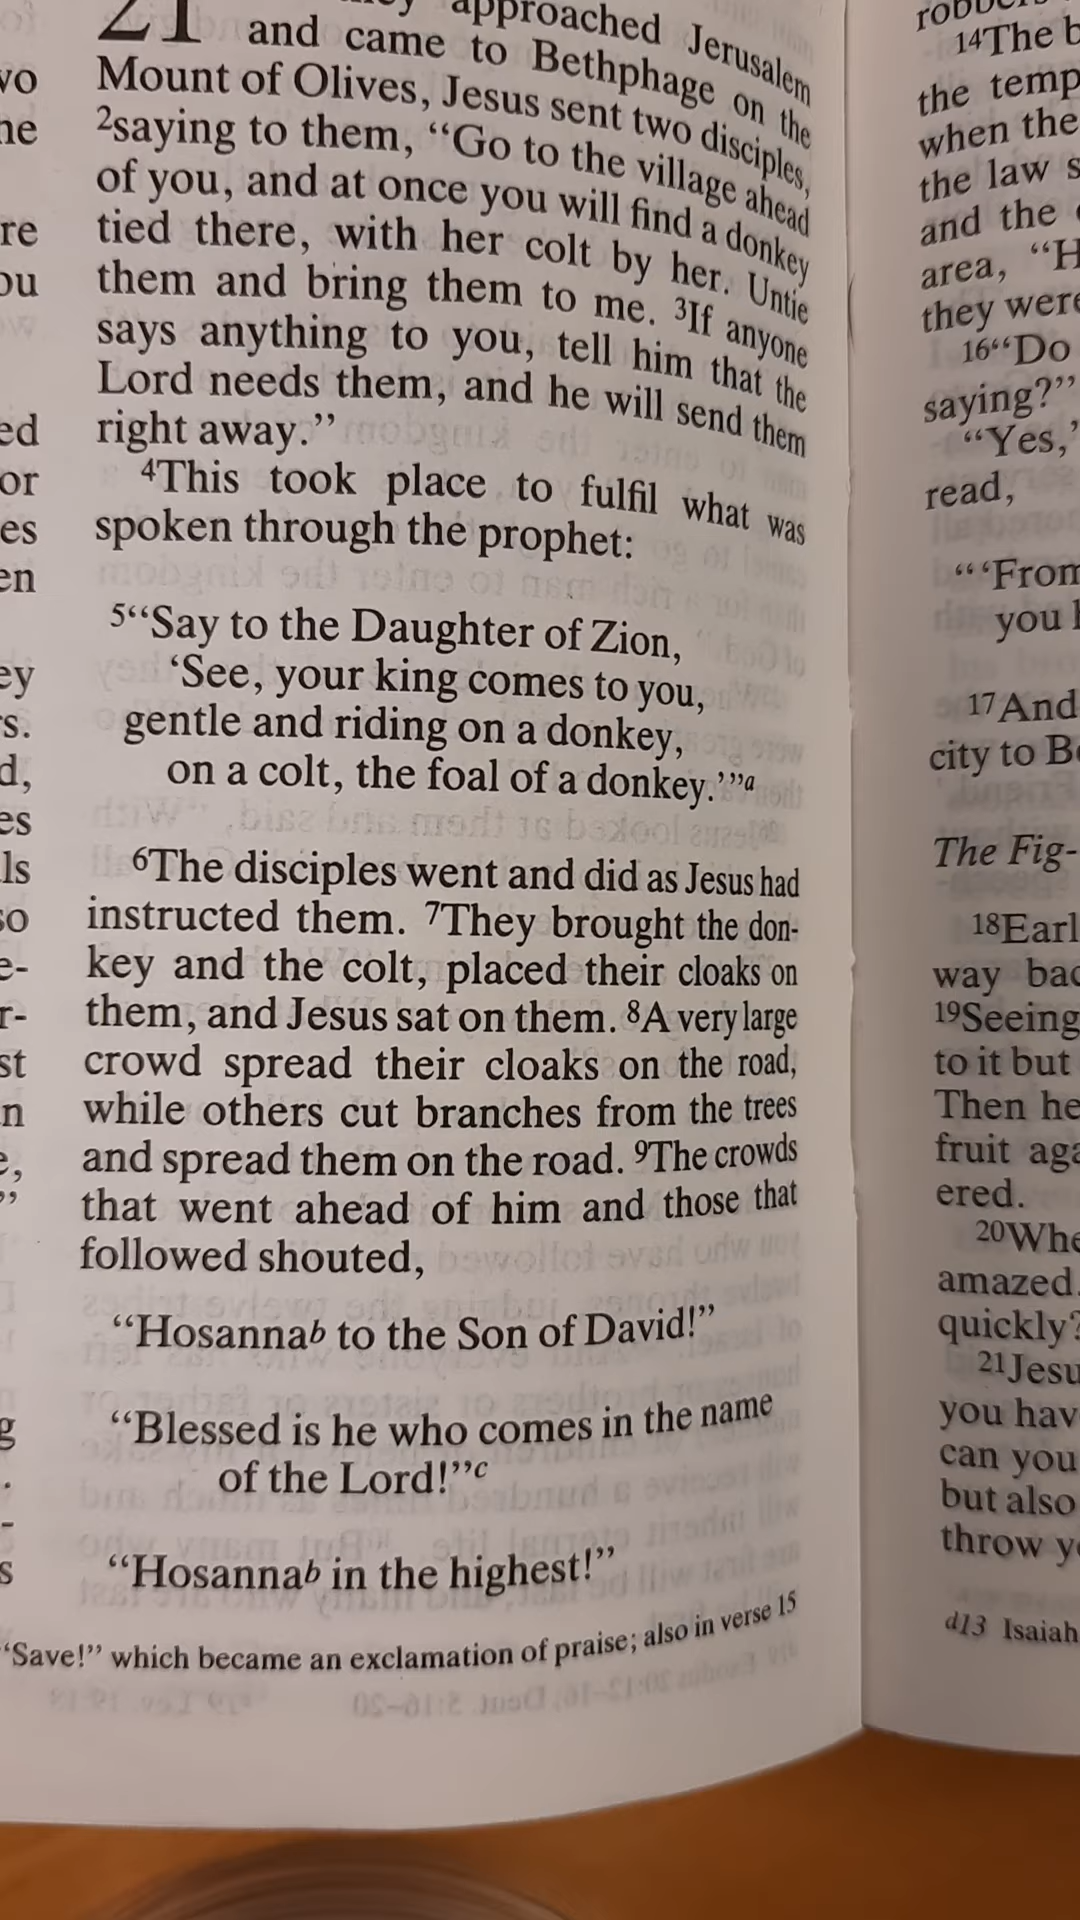 21 approached Jerusalem
and came to Bethphage on the
Mount of Olives, Jesus sent two disciples,
2saying to them, “Go to the village ahead
of you, and at once you will find a donkey
tied there, with her colt by her. Untie
them and bring them to me. 3If anyone
says anything to you, tell him that the
Lord needs them, and he will send them
right away.”
4This took place to fulfil what was
spoken through the prophet:
5“Say to the Daughter of Zion,
‘See, your king comes to you,
gentle and riding on a donkey,
on a colt, the foal of a donkey.’”a
6The disciples went and did as Jesus had
instructed them. 7They brought the don-
key and the colt, placed their cloaks on
them, and Jesus sat on them. 8A very large
crowd spread their cloaks on the road,
while others cut branches from the trees
and spread them on the road. 9The crowds
that went ahead of him and those that
followed shouted,
“Hosannab to the Son of David!”
“Blessed is he who comes in the name
of the Lord!”c
“Hosannab in the highest!”
“Save!” which became an exclamation of praise; also in verse 15
14The b
the temp
when the
the law s
and the
area, “H
they were
16“Do
saying?”
“Yes,”
read,
“‘From
you
17And
city to Be
The Fig-
18Earl
way bac
19Seeing
to it but
Then he
fruit aga
ered.
20Whe
amazed.
quickly?
21Jesu
you hav
can you
but also
throw yo
d13 Isaiah